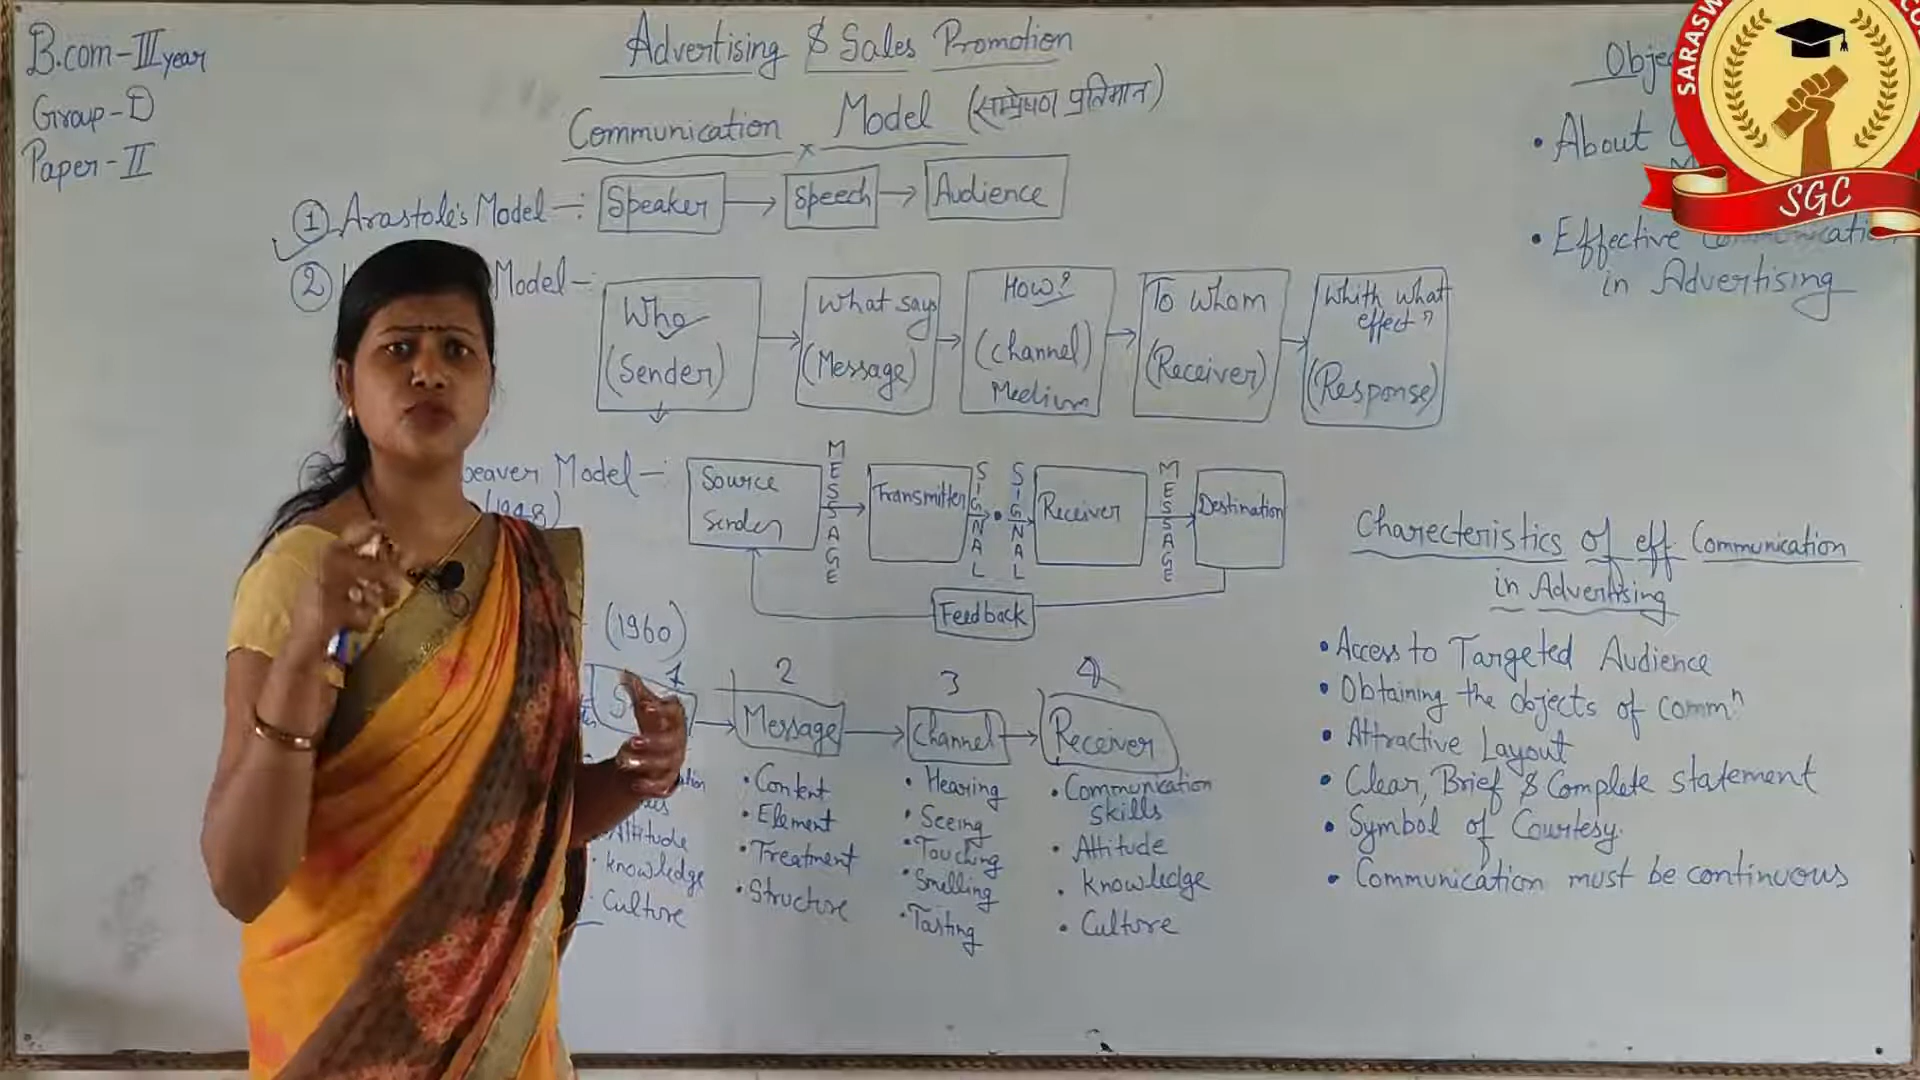 B.com-III year
Group-D
Paper-II
Advertising & Sales Promotion
Communication Model (सम्प्रेषण प्रतिमान)
① Arastole's Model -: Speaker Speech Audience
② Model -:
Who
(Sender)
What says
(Message)
How?
(Channel)
Medium
To whom
(Receiver)
Whith what
effect?
(Response)
eaver Model -:
(1948)
Source
Sender
MESSAGE
Transmitter
SIGNAL
SIGNAL
Receiver
MESSAGE
Destination
Feedback
(1960)
1 2 3 4
Message Channel Receiver
Attitude
Knowledge
Culture
• Content
• Element
• Treatment
• Structure
• Hearing
• Seeing
• Touching
• Smelling
• Tasting
• Communication
skills
• Attitude
• Knowledge
• Culture
• About
• Effective
in Advertising
Charecteristics of eff Communication
in Advertising
• Access to Targeted Audience
• Obtaining the objects of commⁿ
• Attractive Layout
• Clear, Brief & Complete statement
• Symbol of Courtesy.
• Communication must be continuous
SARASW
SGC